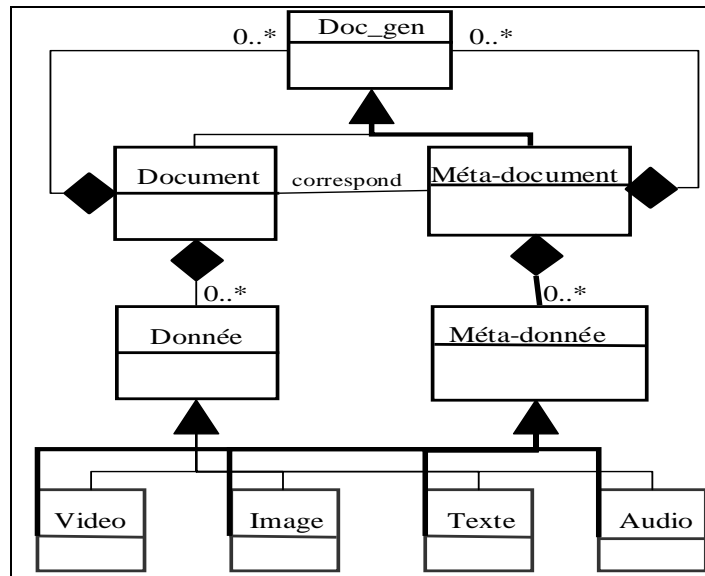 Doc_gen
0..* 0..*
Document correspond Méta-document
0..* 0..*
Donnée Méta-donnée
Video Image Texte Audio